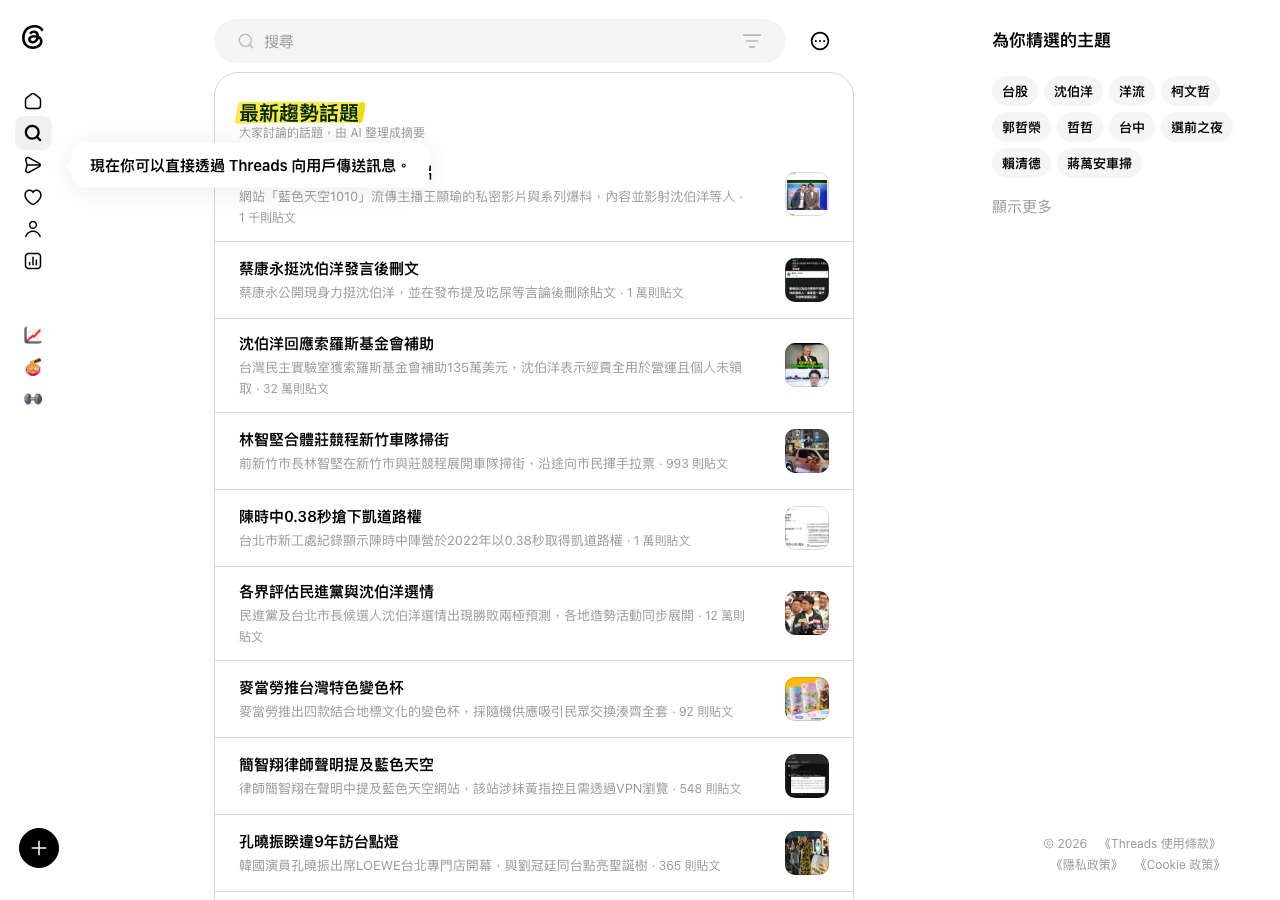 搜尋
最新趨勢話題
大家討論的話題，由 AI 整理成摘要
現在你可以直接透過 Threads 向用戶傳送訊息。
網站「藍色天空1010」流傳主播王顥瑜的私密影片與系列爆料，內容並影射沈伯洋等人 ·
1 千則貼文
蔡康永挺沈伯洋發言後刪文
蔡康永公開現身力挺沈伯洋，並在發布提及吃屎等言論後刪除貼文 · 1 萬則貼文
沈伯洋回應索羅斯基金會補助
台灣民主實驗室獲索羅斯基金會補助135萬美元，沈伯洋表示經費全用於營運且個人未領
取 · 32 萬則貼文
林智堅合體莊競程新竹車隊掃街
前新竹市長林智堅在新竹市與莊競程展開車隊掃街，沿途向市民揮手拉票 · 993 則貼文
陳時中0.38秒搶下凱道路權
台北市新工處紀錄顯示陳時中陣營於2022年以0.38秒取得凱道路權 · 1 萬則貼文
各界評估民進黨與沈伯洋選情
民進黨及台北市長候選人沈伯洋選情出現勝敗兩極預測，各地造勢活動同步展開 · 12 萬則
貼文
麥當勞推台灣特色變色杯
麥當勞推出四款結合地標文化的變色杯，採隨機供應吸引民眾交換湊齊全套 · 92 則貼文
簡智翔律師聲明提及藍色天空
律師簡智翔在聲明中提及藍色天空網站，該站涉抹黃指控且需透過VPN瀏覽 · 548 則貼文
孔曉振睽違9年訪台點燈
韓國演員孔曉振出席LOEWE台北專門店開幕，與劉冠廷同台點亮聖誕樹 · 365 則貼文
為你精選的主題
台股 沈伯洋 洋流 柯文哲
郭哲榮 哲哲 台中 選前之夜
賴清德 蔣萬安車掃
顯示更多
© 2026 《Threads 使用條款》
《隱私政策》 《Cookie 政策》